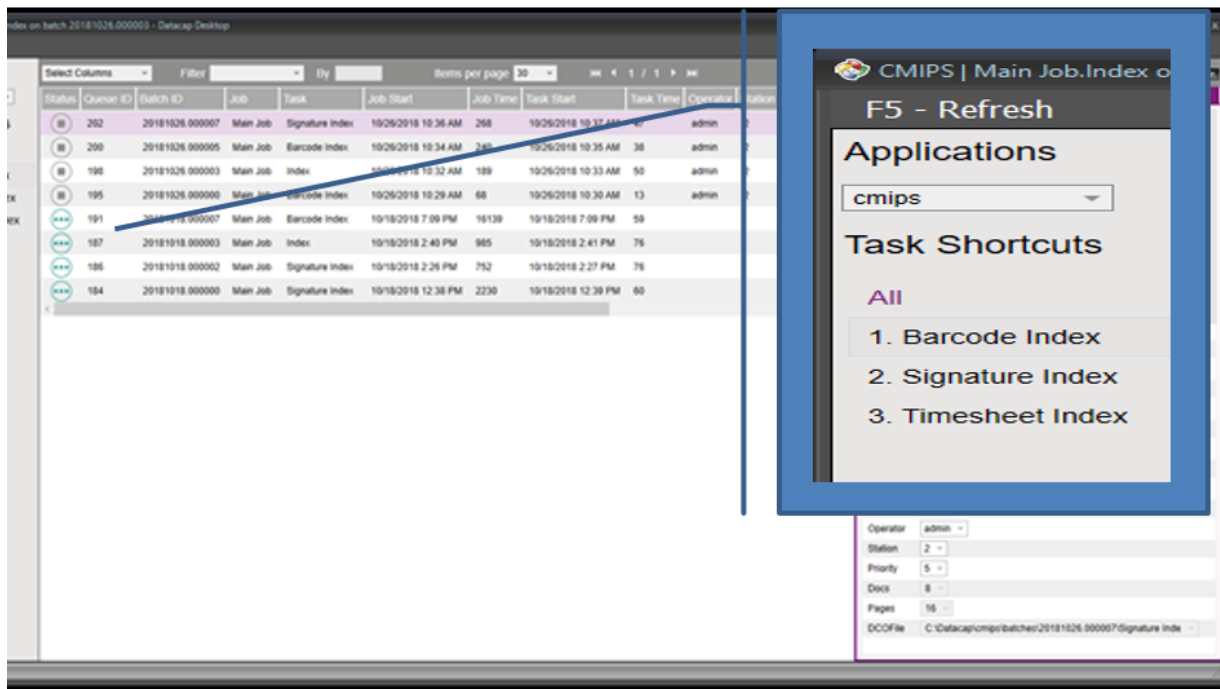 ndex on batch 20181026.000003 - Datacap Desktop
Select Columns Filter By Items per page 30 1 / 1
Status Queue ID Batch ID Job Task Job Start Job Time Task Start Task Time Operator Station
202 20181026.000007 Main Job Signature Index 10/26/2018 10:36 AM 268 10/26/2018 10:37 AM 47 admin
200 20181026.000005 Main Job Barcode Index 10/26/2018 10:34 AM 240 10/26/2018 10:35 AM 38 admin
198 20181026.000003 Main Job Index 10/26/2018 10:32 AM 189 10/26/2018 10:33 AM 50 admin
195 20181026.000000 Main Job Barcode Index 10/26/2018 10:29 AM 68 10/26/2018 10:30 AM 13 admin
191 20181018.000007 Main Job Barcode Index 10/18/2018 7:09 PM 16139 10/18/2018 7:09 PM 59
187 20181018.000003 Main Job Index 10/18/2018 2:40 PM 985 10/18/2018 2:41 PM 76
186 20181018.000002 Main Job Signature Index 10/18/2018 2:26 PM 752 10/18/2018 2:27 PM 76
184 20181018.000000 Main Job Signature Index 10/18/2018 12:38 PM 2230 10/18/2018 12:39 PM 60
CMIPS | Main Job.Index o
F5 - Refresh
Applications
cmips
Task Shortcuts
All
1. Barcode Index
2. Signature Index
3. Timesheet Index
Operator admin
Station 2
Priority 5
Docs 8
Pages 16
DCOFile C:\Datacap\cmips\batches\20181026.000007\Signature Inde